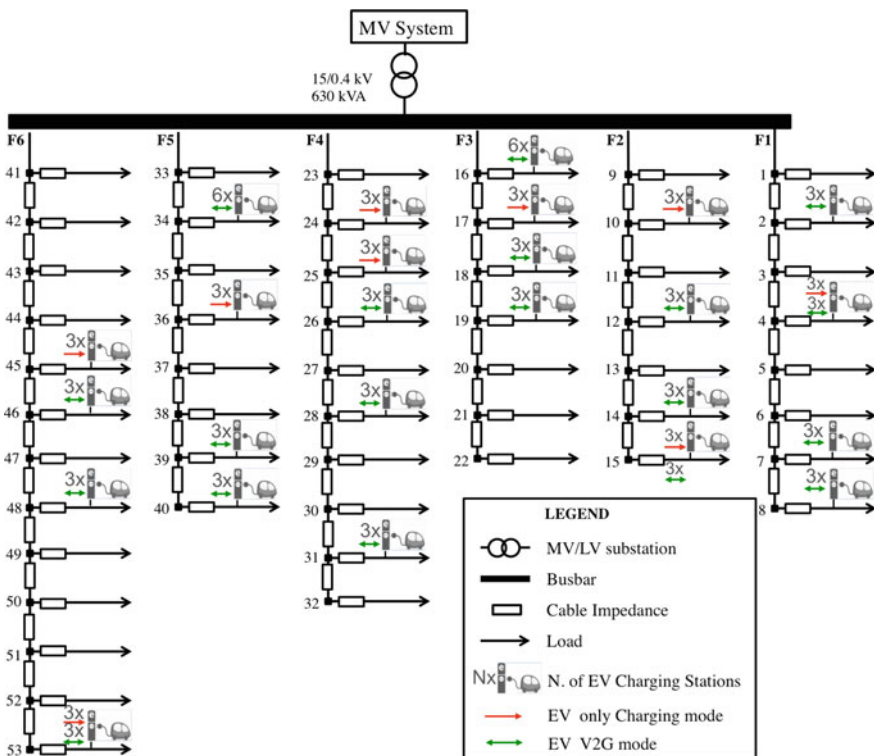 MV System
15/0.4 kV
630 kVA
F6 F5 F4 F3 F2 F1
6x
41 33 23 16 9 1
6x 3x 3x 3x 3x
42 34 24 17 10 2
3x 3x
43 35 25 18 11 3
3x 3x 3x 3x 3x
3x
44 36 26 19 12 4
3x
45 37 27 20 13 5
3x 3x 3x
46 38 28 21 14 6
3x 3x 3x
47 39 29 22 15 7
3x
3x 3x 3x
48 40 30 8
3x
49 31
50 32
51
52
3x
3x
53
LEGEND
MV/LV substation
Busbar
Cable Impedance
Load
Nx N. of EV Charging Stations
EV only Charging mode
EV V2G mode